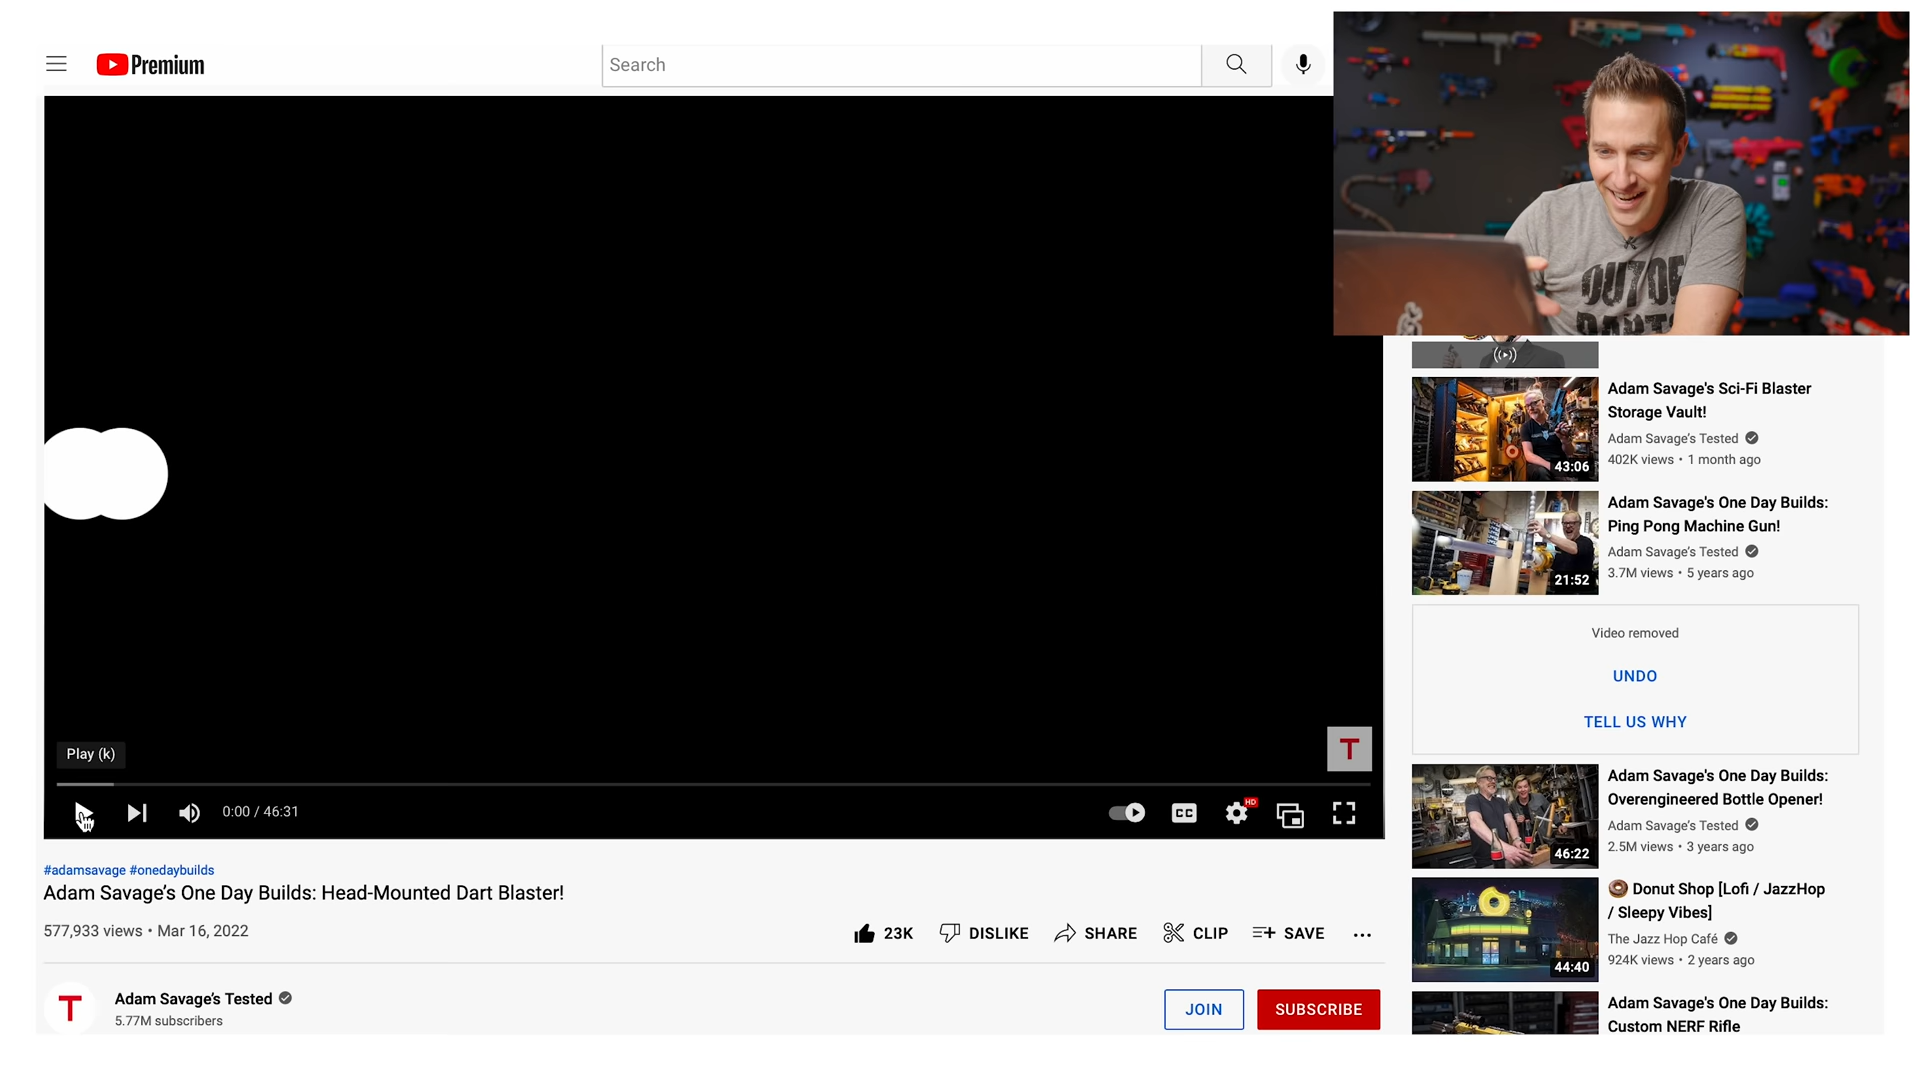 Premium
Search
OUT OF
DARTS
Adam Savage's Sci-Fi Blaster
Storage Vault!
Adam Savage's Tested
402K views • 1 month ago
43:06
Adam Savage's One Day Builds:
Ping Pong Machine Gun!
Adam Savage's Tested
3.7M views • 5 years ago
21:52
Video removed
UNDO
TELL US WHY
Adam Savage's One Day Builds:
Overengineered Bottle Opener!
Adam Savage's Tested
2.5M views • 3 years ago
46:22
🍩 Donut Shop [Lofi / JazzHop
/ Sleepy Vibes]
The Jazz Hop Café
924K views • 2 years ago
44:40
Adam Savage's One Day Builds:
Custom NERF Rifle
Play (k)
T
0:00 / 46:31
CC
HD
#adamsavage #onedaybuilds
Adam Savage’s One Day Builds: Head-Mounted Dart Blaster!
577,933 views • Mar 16, 2022
23K
DISLIKE
SHARE
CLIP
SAVE
T
Adam Savage’s Tested
5.77M subscribers
JOIN
SUBSCRIBE